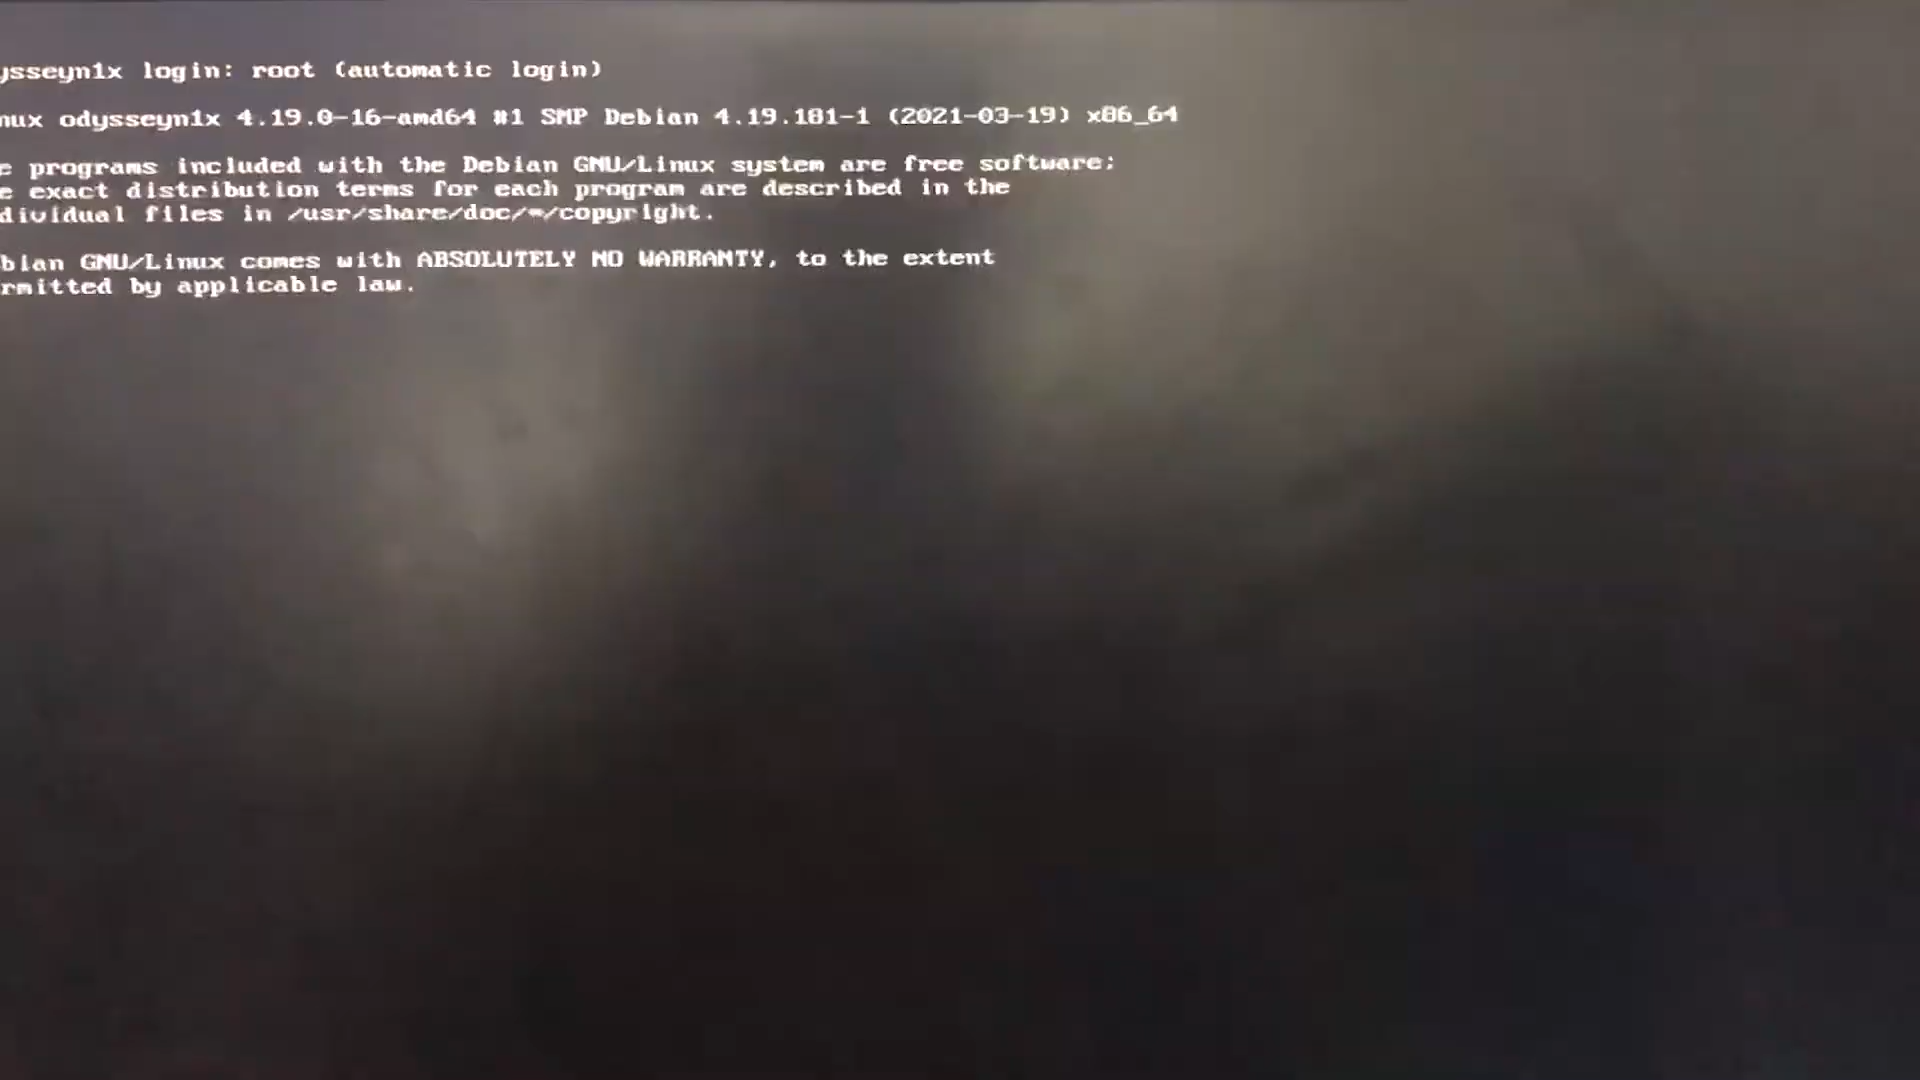 ysseyn1x login: root (automatic login)
nux odysseyn1x 4.19.0-16-amd64 #1 SMP Debian 4.19.181-1 (2021-03-19) x86_64
e programs included with the Debian GNU/Linux system are free software;
e exact distribution terms for each program are described in the
dividual files in /usr/share/doc/*/copyright.
bian GNU/Linux comes with ABSOLUTELY NO WARRANTY, to the extent
rmitted by applicable law.